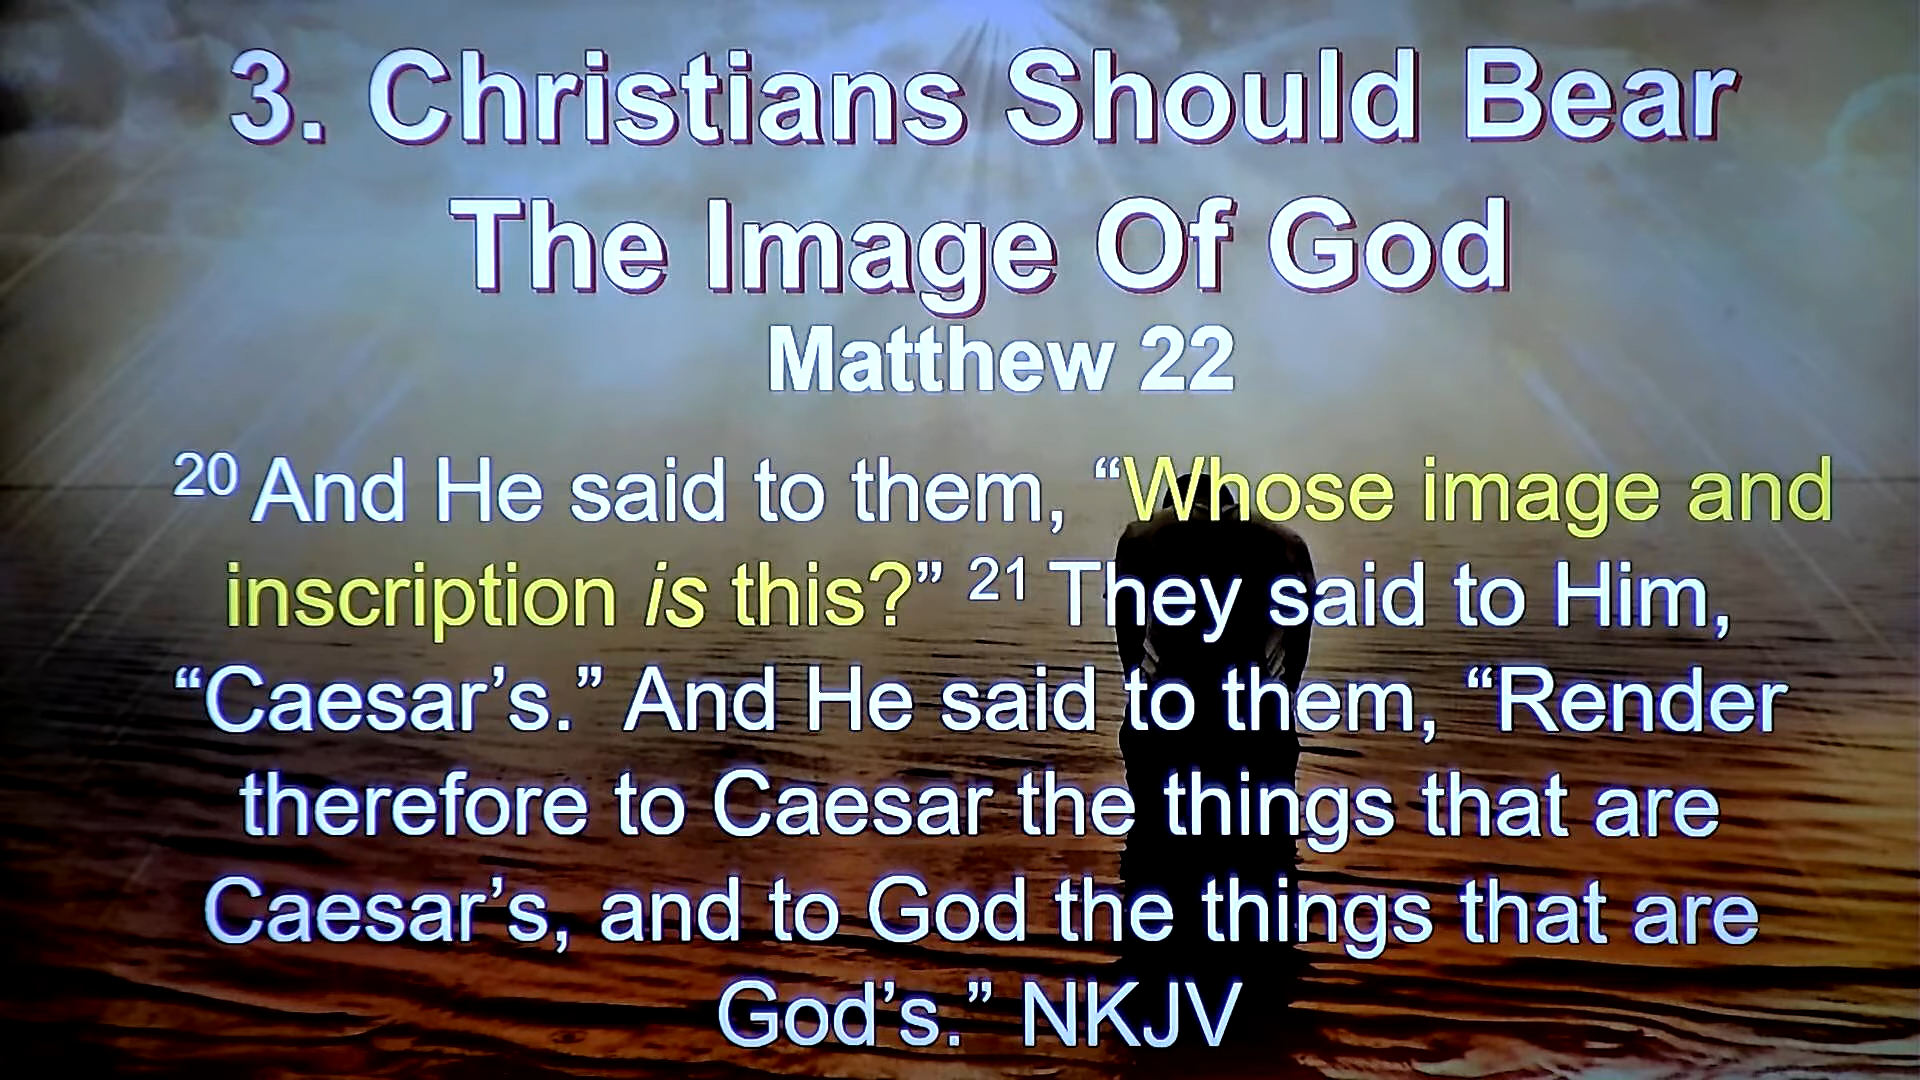 3. Christians Should Bear
The Image Of God
Matthew 22
20 And He said to them, “Whose image and
inscription is this?” 21 They said to Him,
“Caesar’s.” And He said to them, “Render
therefore to Caesar the things that are
Caesar’s, and to God the things that are
God’s.” NKJV